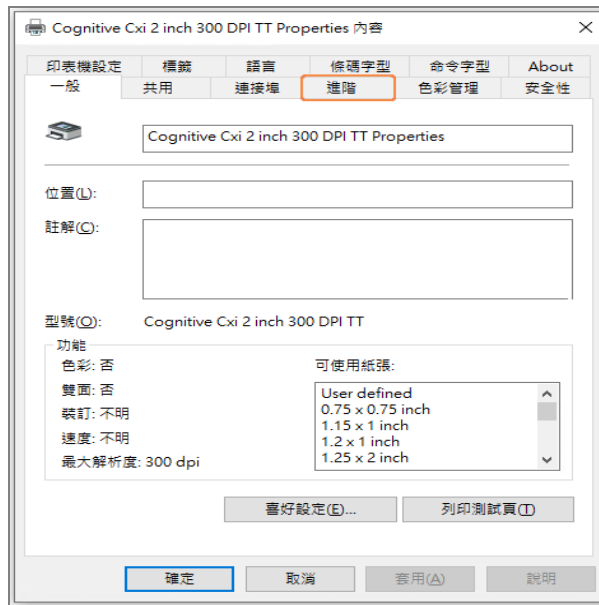 Cognitive Cxi 2 inch 300 DPI TT Properties 內容
印表機設定 標籤 語言 條碼字型 命令字型 About
一般 共用 連接埠 進階 色彩管理 安全性
Cognitive Cxi 2 inch 300 DPI TT Properties
位置(L):
註解(C):
型號(O): Cognitive Cxi 2 inch 300 DPI TT
功能
色彩: 否 可使用紙張:
雙面: 否 User defined
裝訂: 不明 0.75 x 0.75 inch
1.15 x 1 inch
速度: 不明 1.2 x 1 inch
最大解析度: 300 dpi 1.25 x 2 inch
喜好設定(E)... 列印測試頁(T)
確定 取消 套用(A) 說明